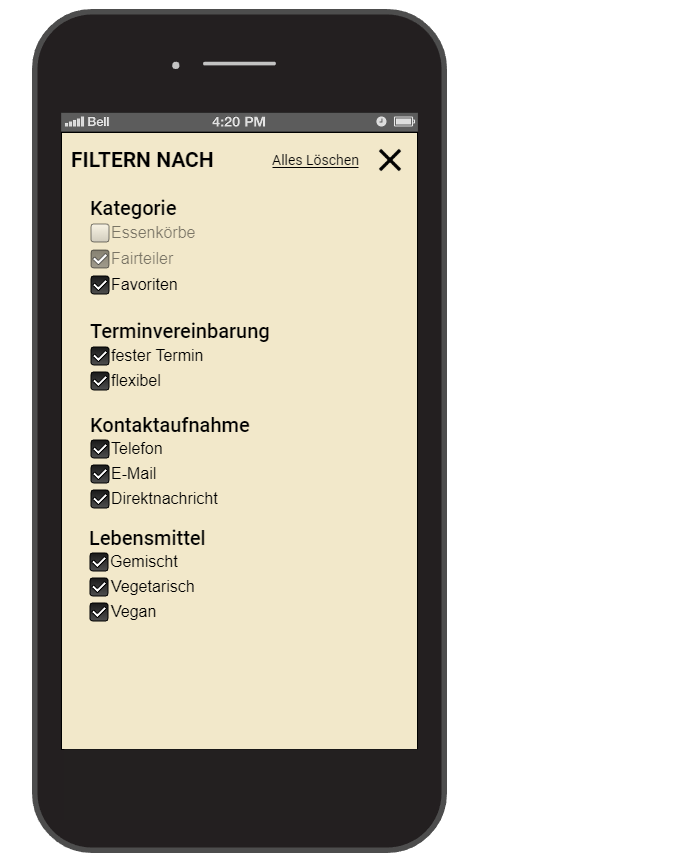 Bell 4:20 PM
FILTERN NACH Alles Löschen
Kategorie
Essenkörbe
Fairteiler
Favoriten
Terminvereinbarung
fester Termin
flexibel
Kontaktaufnahme
Telefon
E-Mail
Direktnachricht
Lebensmittel
Gemischt
Vegetarisch
Vegan